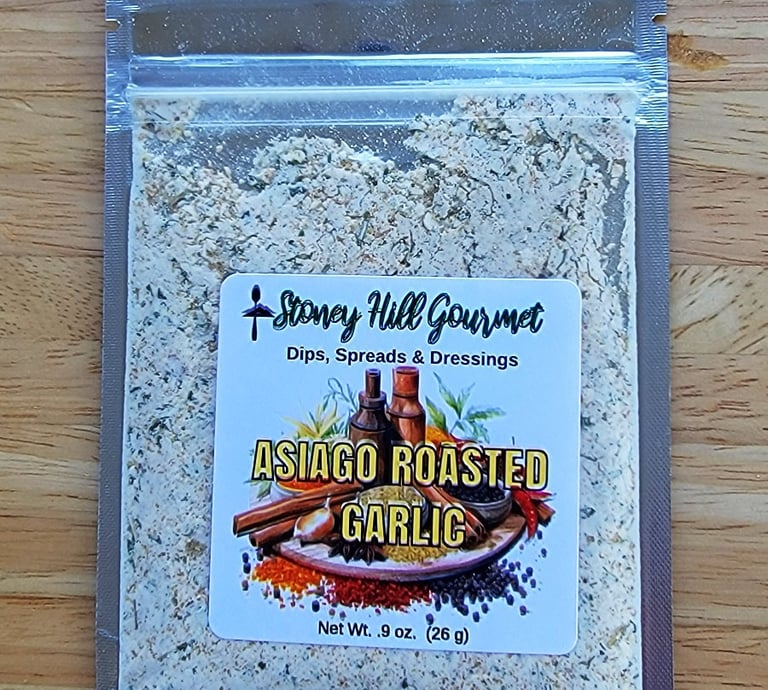 Stoney Hill Gourmet
Dips, Spreads & Dressings
ASIAGO ROASTED
GARLIC
Net Wt. .9 oz. (26 g)